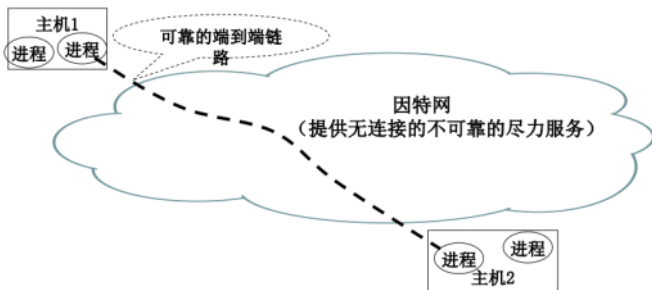 主机1
进程
进程
可靠的端到端链
路
因特网
（提供无连接的不可靠的尽力服务）
进程
进程
主机2